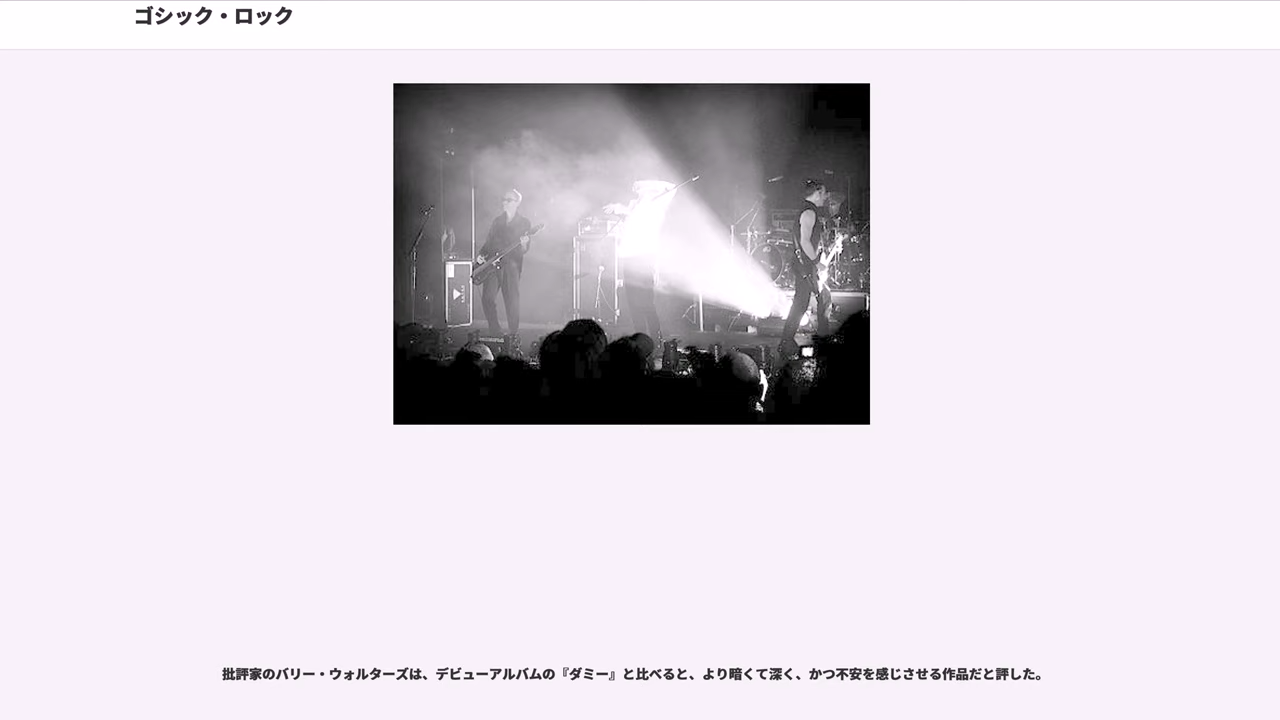 ゴシック・ロック
批評家のバリー・ウォルターズは、デビューアルバムの『ダミー』と比べると、より暗くて深く、かつ不安を感じさせる作品だと評した。